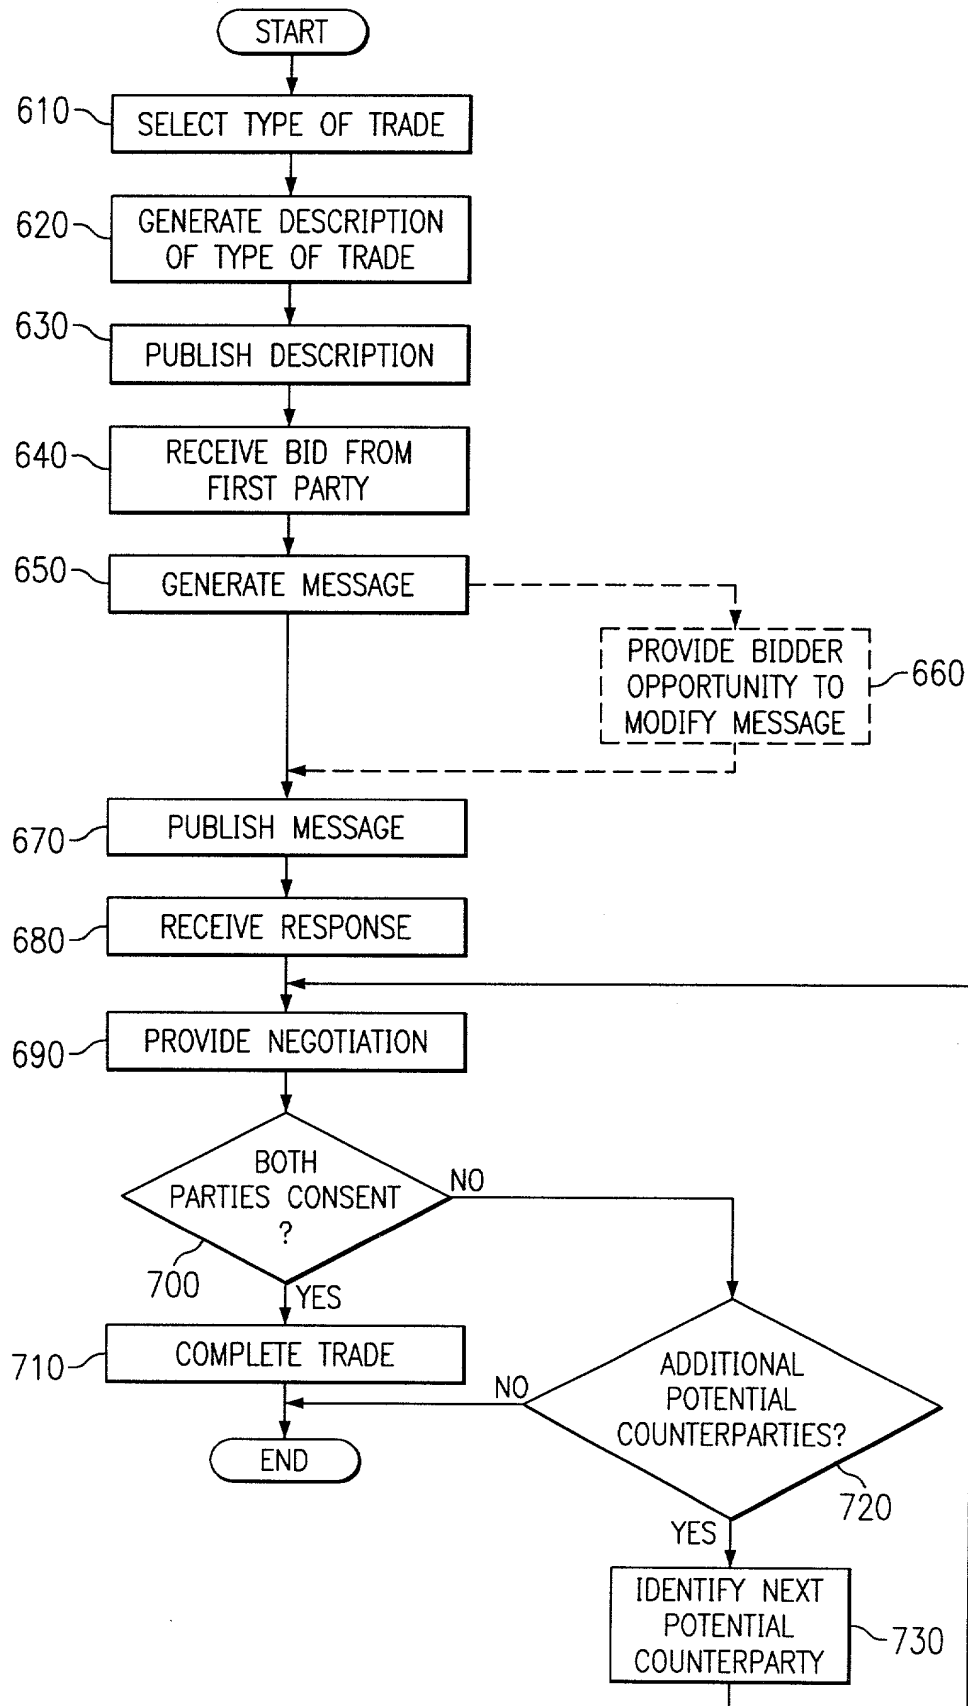 START
610
SELECT TYPE OF TRADE
620
GENERATE DESCRIPTION
OF TYPE OF TRADE
630
PUBLISH DESCRIPTION
640
RECEIVE BID FROM
FIRST PARTY
650
GENERATE MESSAGE
PROVIDE BIDDER
OPPORTUNITY TO
MODIFY MESSAGE
660
670
PUBLISH MESSAGE
680
RECEIVE RESPONSE
690
PROVIDE NEGOTIATION
BOTH
PARTIES CONSENT
?
NO
700
YES
710
COMPLETE TRADE
ADDITIONAL
POTENTIAL
COUNTERPARTIES?
NO
END
720
YES
IDENTIFY NEXT
POTENTIAL
COUNTERPARTY
730